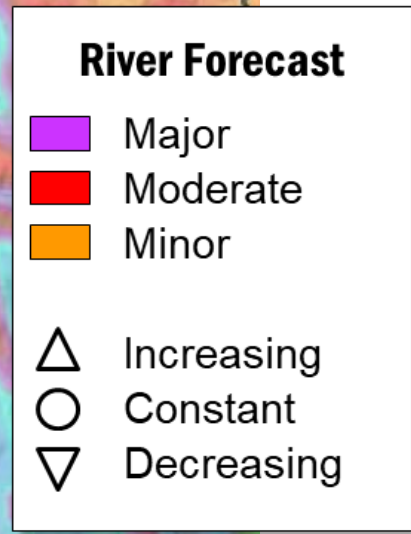 River Forecast
Major
Moderate
Minor
Increasing
Constant
Decreasing